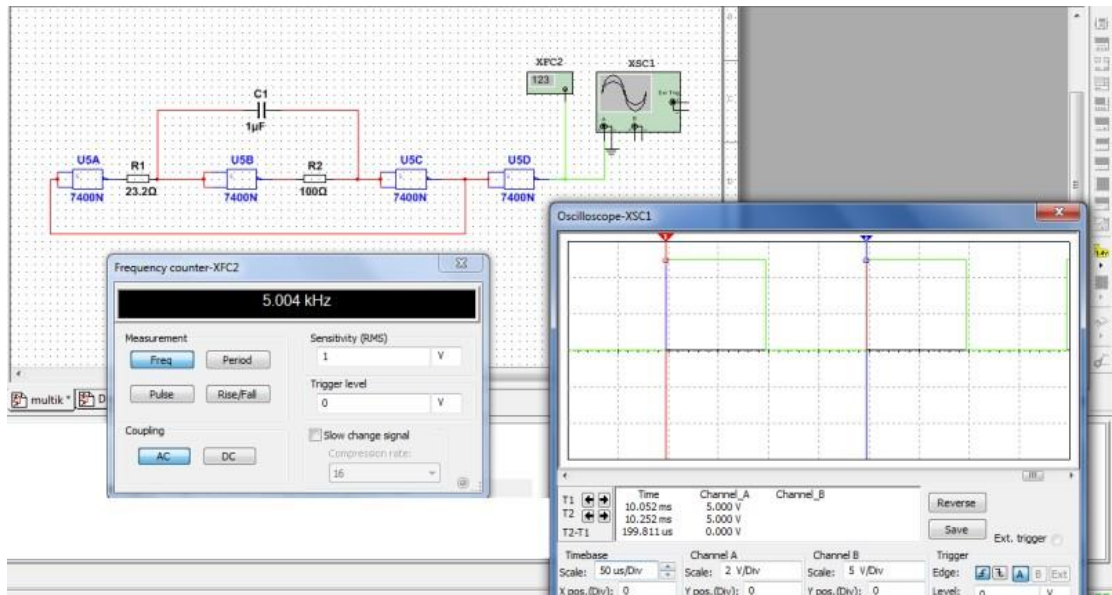 XFC2
XSC1
123
Ext Trig
A
B
C1
1µF
U5A
R1
U5B
R2
U5C
U5D
7400N
23.2Ω
7400N
100Ω
7400N
7400N
Oscilloscope-XSC1
Frequency counter-XFC2
5.004 kHz
Measurement
Sensitivity (RMS)
Freq
Period
1
V
Trigger level
Pulse
Rise/Fall
0
V
multik *
D
Coupling
Slow change signal
AC
DC
Compression rate:
16
Time
Channel_A
Channel_B
T1
10.052 ms
5.000 V
T2
10.252 ms
5.000 V
T2-T1
199.811 us
0.000 V
Reverse
Save
Ext. trigger
Timebase
Channel A
Channel B
Trigger
Scale:
50 us/Div
Scale:
2 V/Div
Scale:
5 V/Div
Edge:
A
B
Ext
X pos.(Div):
0
Y pos.(Div):
0
Y pos.(Div):
0
Level:
0
V